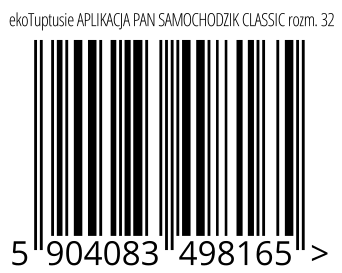 ekoTuptusie APLIKACJA PAN SAMOCHODZIK CLASSIC rozm. 32
5 904083 498165 >